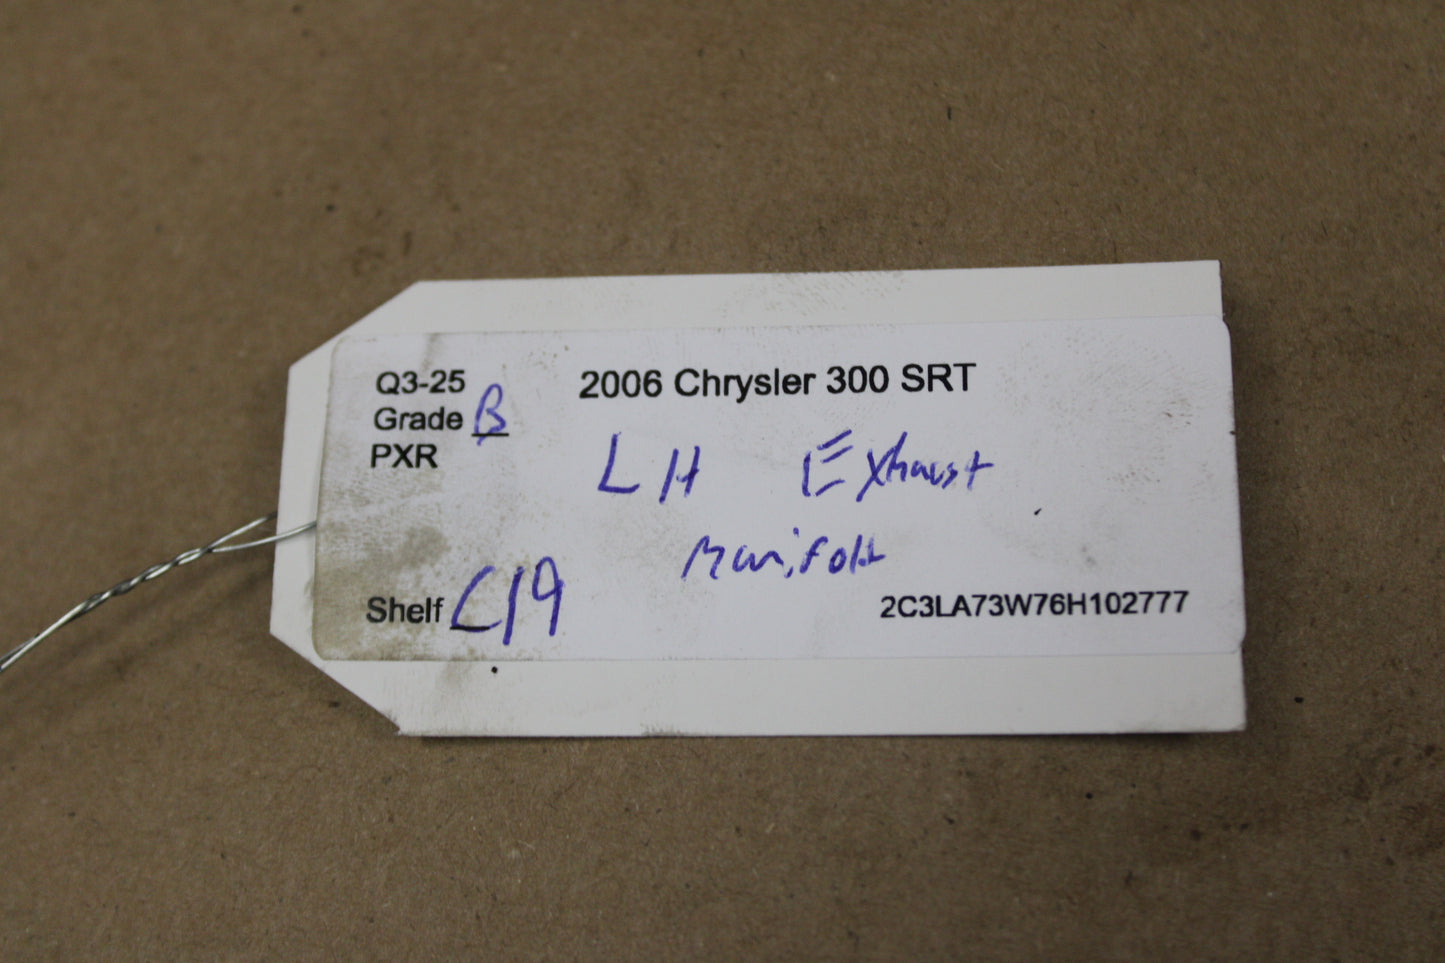 Q3-25 2006 Chrysler 300 SRT
Grade B
PXR
LH Exhaust
Manifold
Shelf C19
2C3LA73W76H102777